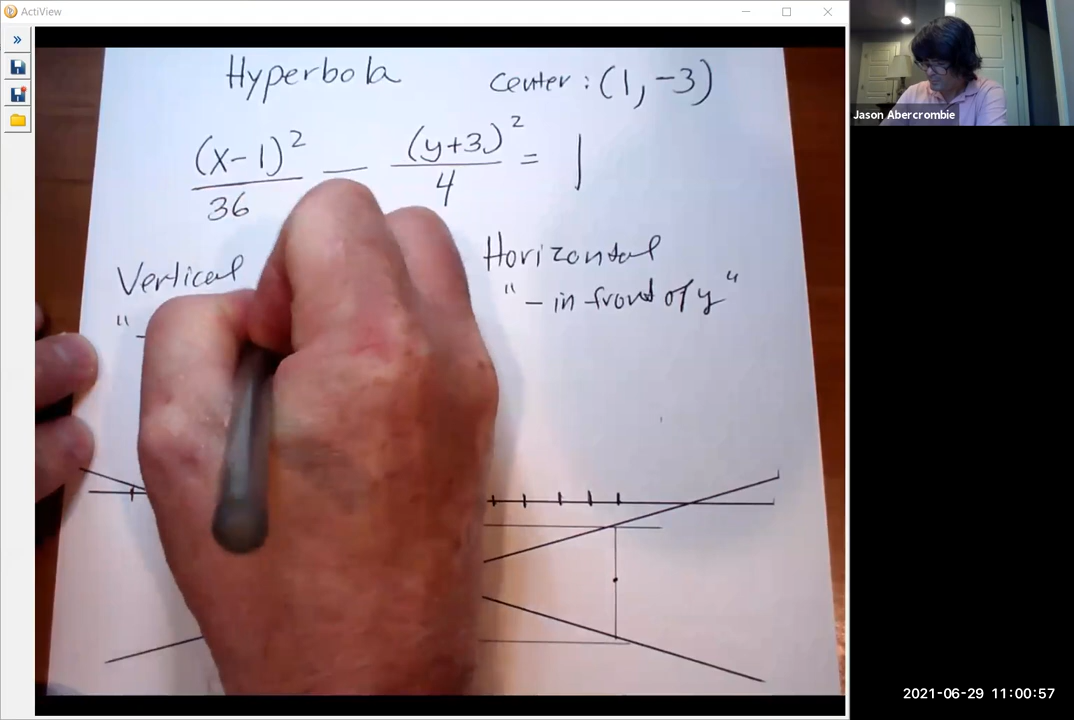 ActiView
»
Hyperbola center : (1, -3)
(x-1)² / 36 — (y+3)² / 4 = 1
Vertical Horizontal
" - " - in front of y "
Jason Abercrombie
2021-06-29 11:00:57